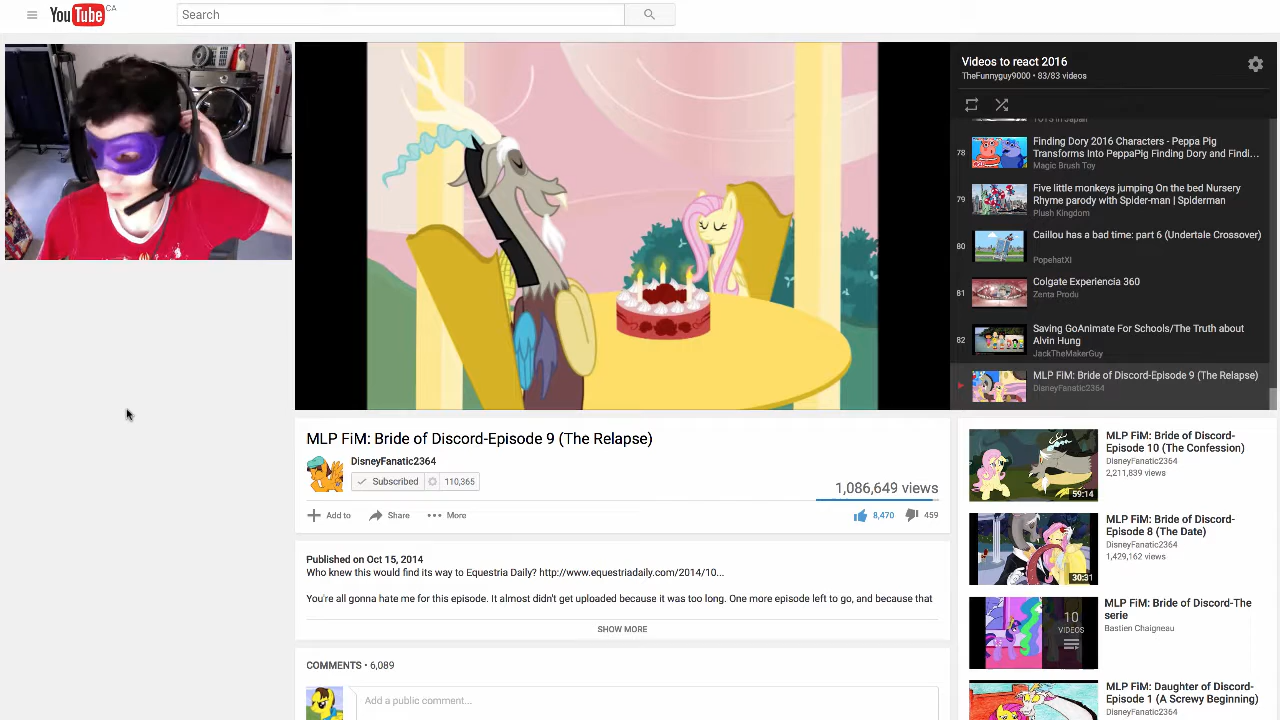 YouTube CA
Search
Videos to react 2016
TheFunnyguy9000 • 83/83 videos
TOYS in Japan
78
Finding Dory 2016 Characters - Peppa Pig
Transforms Into PeppaPig Finding Dory and Findi...
Magic Brush Toy
79
Five little monkeys jumping On the bed Nursery
Rhyme parody with Spider-man | Spiderman
Plush Kingdom
80
Caillou has a bad time: part 6 (Undertale Crossover)
PopehatXI
81
Colgate Experiencia 360
Zenta Produ
82
Saving GoAnimate For Schools/The Truth about
Alvin Hung
JackTheMakerGuy
MLP FiM: Bride of Discord-Episode 9 (The Relapse)
DisneyFanatic2364
MLP FiM: Bride of Discord-Episode 9 (The Relapse)
DisneyFanatic2364
Subscribed 110,365
1,086,649 views
Add to Share More
8,470 459
Published on Oct 15, 2014
Who knew this would find its way to Equestria Daily? http://www.equestriadaily.com/2014/10...
You're all gonna hate me for this episode. It almost didn't get uploaded because it was too long. One more episode left to go, and because that
SHOW MORE
COMMENTS • 6,089
Add a public comment...
MLP FiM: Bride of Discord-
Episode 10 (The Confession)
DisneyFanatic2364
2,211,839 views
59:14
MLP FiM: Bride of Discord-
Episode 8 (The Date)
DisneyFanatic2364
1,429,162 views
30:31
MLP FiM: Bride of Discord-The
serie
Bastien Chaigneau
10
VIDEOS
MLP FiM: Daughter of Discord-
Episode 1 (A Screwy Beginning)
DisneyFanatic2364